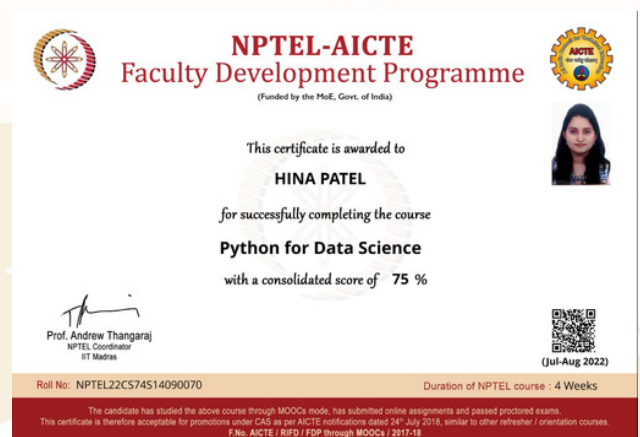 NPTEL-AICTE
Faculty Development Programme
(Funded by the MoE, Govt. of India)
AICTE
This certificate is awarded to
HINA PATEL
for successfully completing the course
Python for Data Science
with a consolidated score of 75 %
Prof. Andrew Thangaraj
NPTEL Coordinator
IIT Madras
(Jul-Aug 2022)
Roll No: NPTEL22CS74S14090070
Duration of NPTEL course : 4 Weeks
The candidate has studied the above course through MOOCs mode, has submitted online assignments and passed proctored exams.
This certificate is therefore acceptable for promotions under CAS as per AICTE notifications dated 24th July 2018, similar to other refresher / orientation courses.
F.No. AICTE / RIFD / FDP through MOOCs / 2017-18